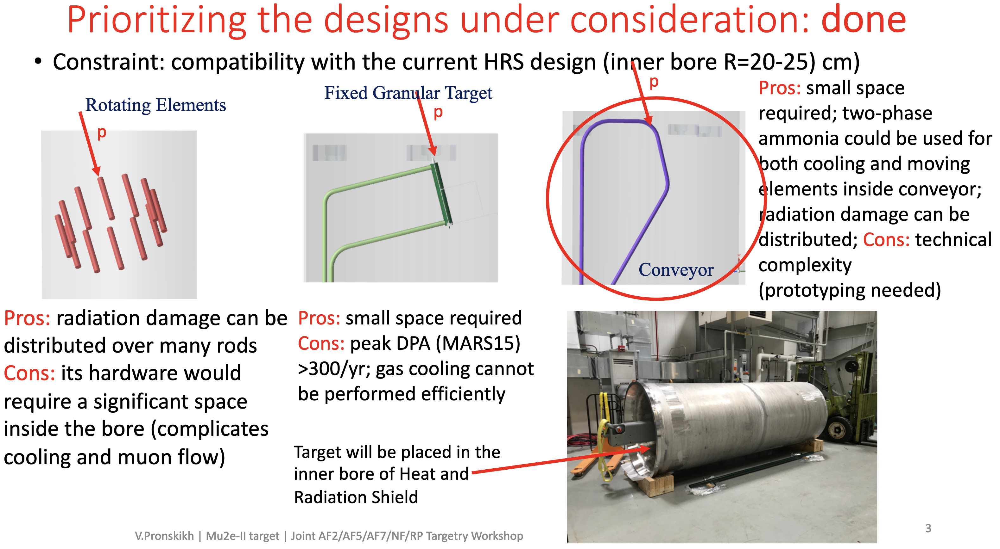 Prioritizing the designs under consideration: done
• Constraint: compatibility with the current HRS design (inner bore R=20-25) cm)
Rotating Elements
p
Fixed Granular Target
p
p
Conveyor
Pros: small space
required; two-phase
ammonia could be used for
both cooling and moving
elements inside conveyor;
radiation damage can be
distributed; Cons: technical
complexity
(prototyping needed)
Pros: radiation damage can be
distributed over many rods
Cons: its hardware would
require a significant space
inside the bore (complicates
cooling and muon flow)
Pros: small space required
Cons: peak DPA (MARS15)
>300/yr; gas cooling cannot
be performed efficiently
Target will be placed in the
inner bore of Heat and
Radiation Shield
V.Pronskikh | Mu2e-II target | Joint AF2/AF5/AF7/NF/RP Targetry Workshop
3